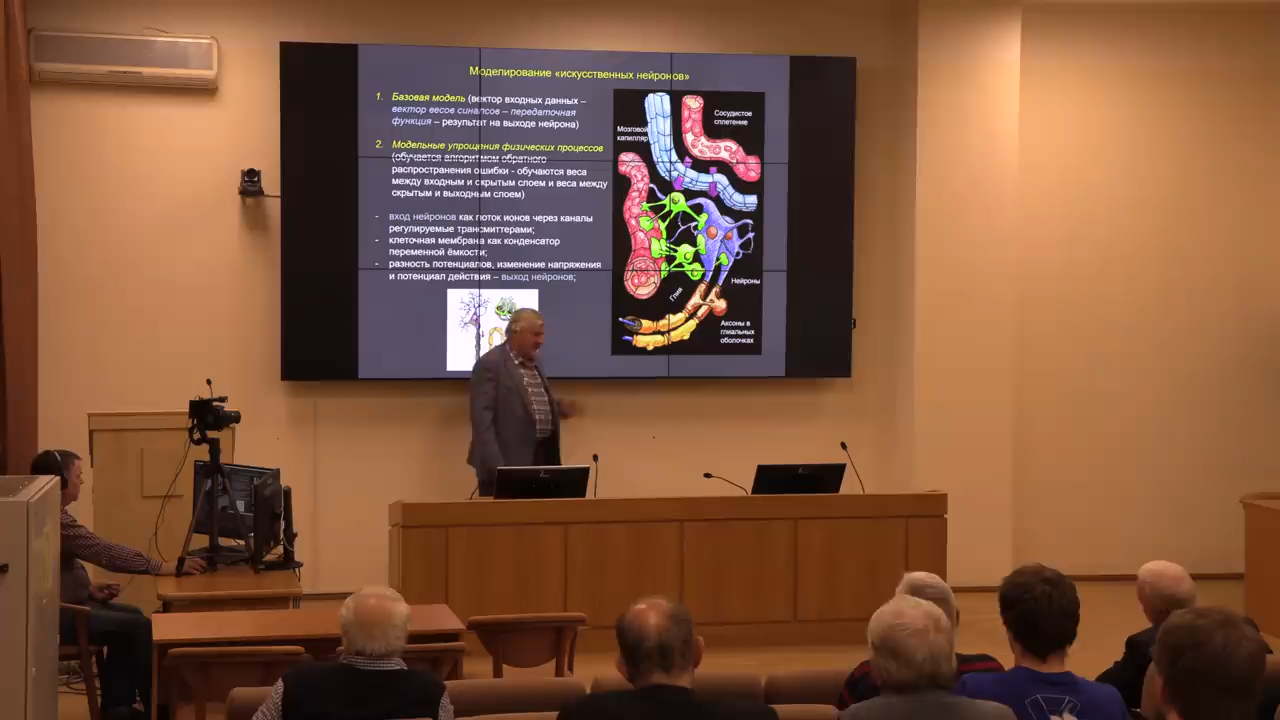 Моделирование «искусственных нейронов»
1. Базовая модель (вектор входных данных –
вектор весов синапсов – передаточная
функция – результат на выходе нейрона)
2. Модельные упрощения физических процессов
(обучается алгоритмом обратного
распространения ошибки - обучаются веса
между входным и скрытым слоем и веса между
скрытым и выходным слоем)
- вход нейронов как поток ионов через каналы
регулируемые трансмиттерами;
- клеточная мембрана как конденсатор
переменной ёмкости;
- разность потенциалов, изменение напряжения
и потенциал действия – выход нейронов;
Сосудистое
сплетение
Мозговой
капилляр
Нейроны
Глия
Аксоны в
глиальных
оболочках